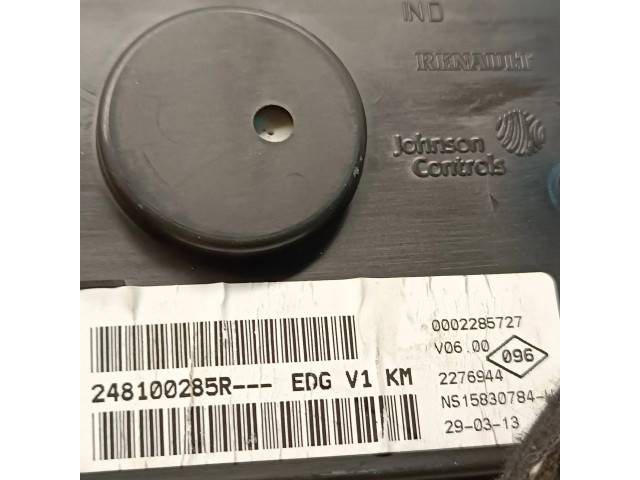 IND
RENAULT
Johnson
Controls
0002285727
V06.00
096
248100285R--- EDG V1 KM
2276944
NS15830784-
29-03-13